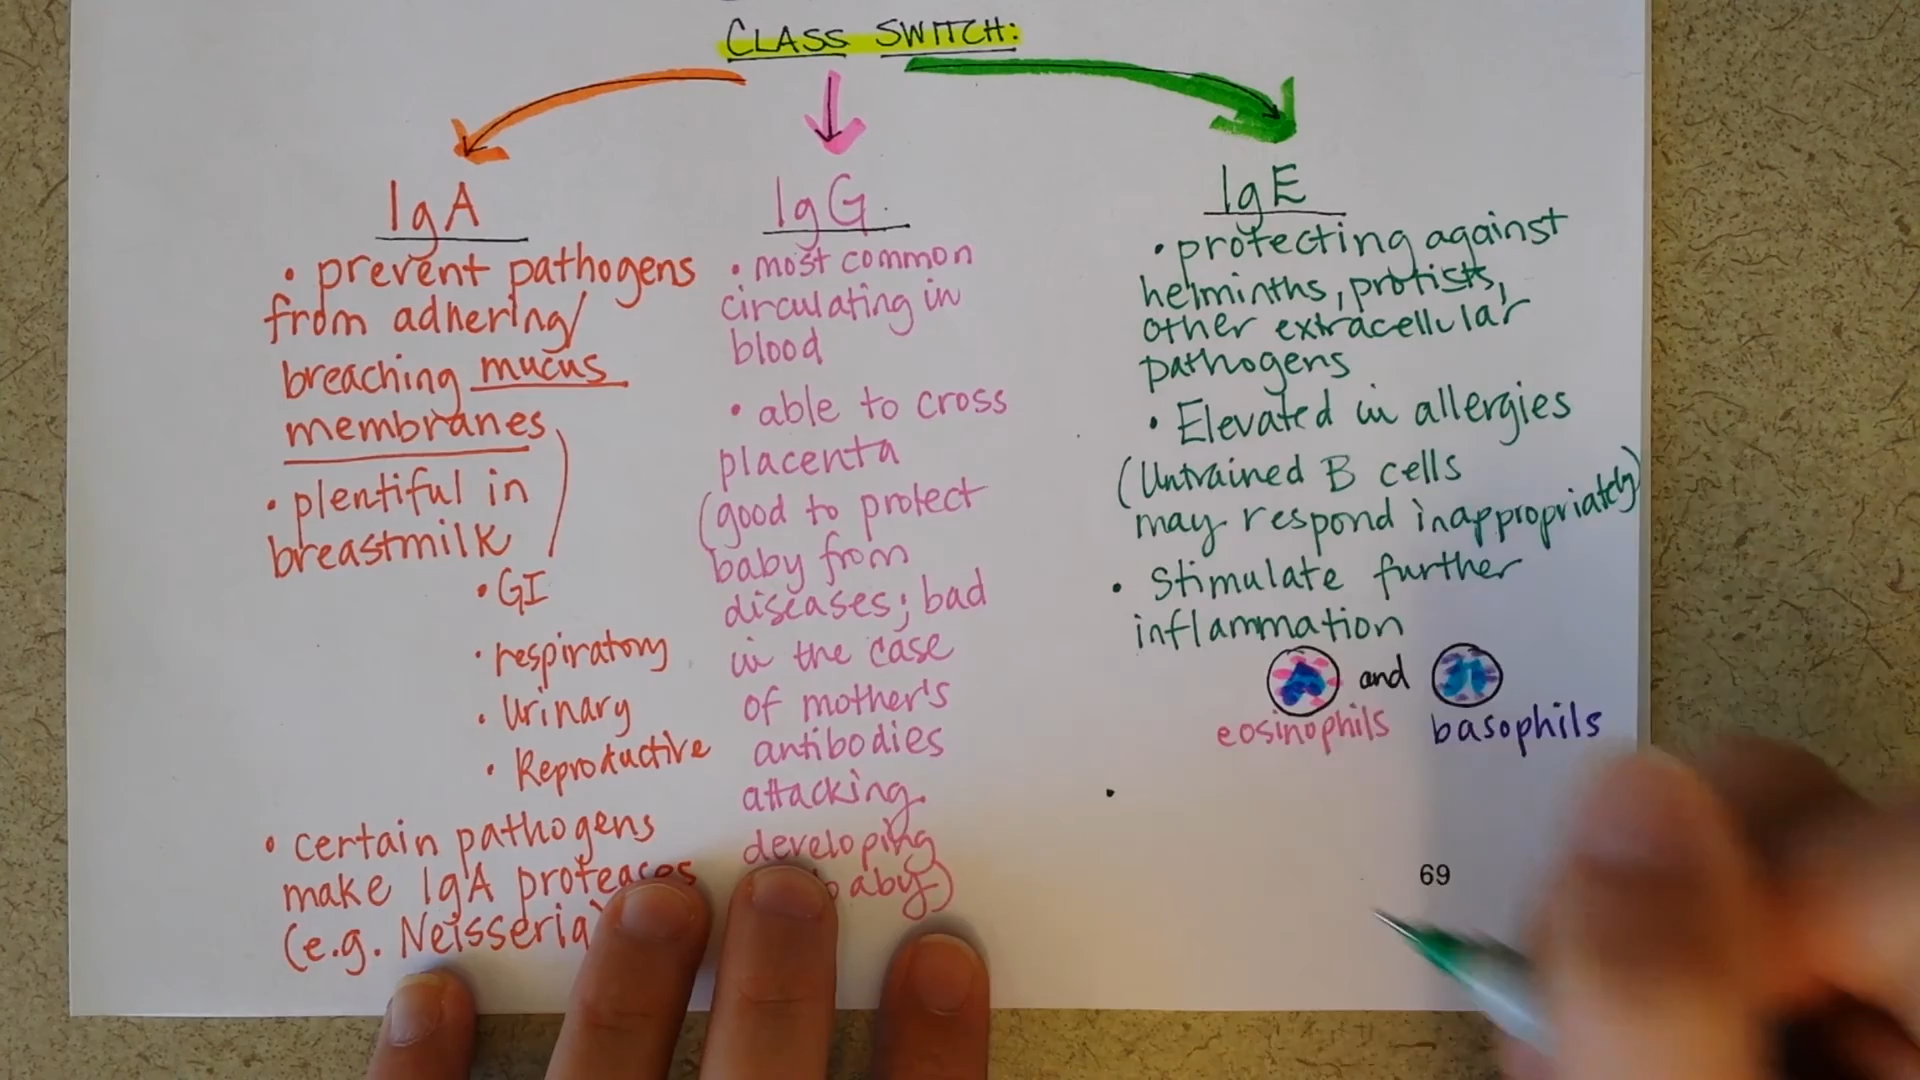 CLASS SWITCH:
IgA
• prevent pathogens
from adhering/
breaching mucus
membranes
• plentiful in
breastmilk
• GI
• respiratory
• Urinary
• Reproductive
• certain pathogens
make IgA proteases
(e.g. Neisseria)
IgG
• most common
circulating in
blood
• able to cross
placenta
(good to protect
baby from
diseases; bad
in the case
of mother's
antibodies
attacking
developing
baby)
IgE
• protecting against
helminths, protists,
other extracellular
pathogens
• Elevated in allergies
(Untrained B cells
may respond inappropriately)
• Stimulate further
inflammation
and
eosinophils basophils
•
69